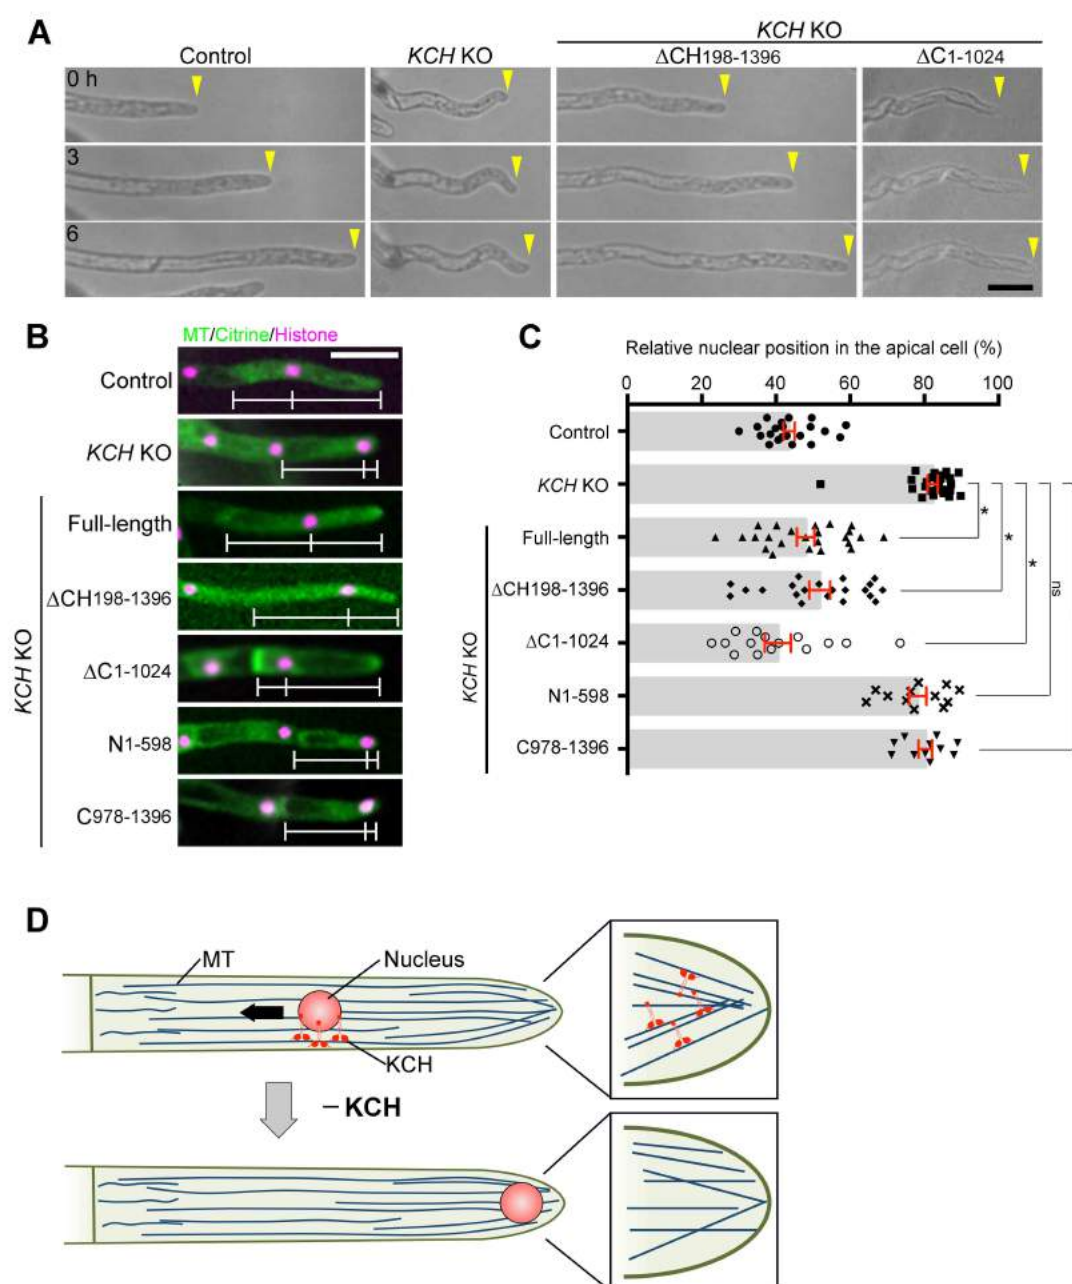 A
KCH KO
Control
KCH KO
ΔCH198-1396
ΔC1-1024
0 h
3
6
B
MT/Citrine/Histone
Control
KCH KO
Full-length
ΔCH198-1396
ΔC1-1024
N1-598
C978-1396
KCH KO
C
Relative nuclear position in the apical cell (%)
0 20 40 60 80 100
Control
KCH KO
Full-length
ΔCH198-1396
ΔC1-1024
N1-598
C978-1396
KCH KO
*
*
*
ns
D
MT
Nucleus
KCH
– KCH